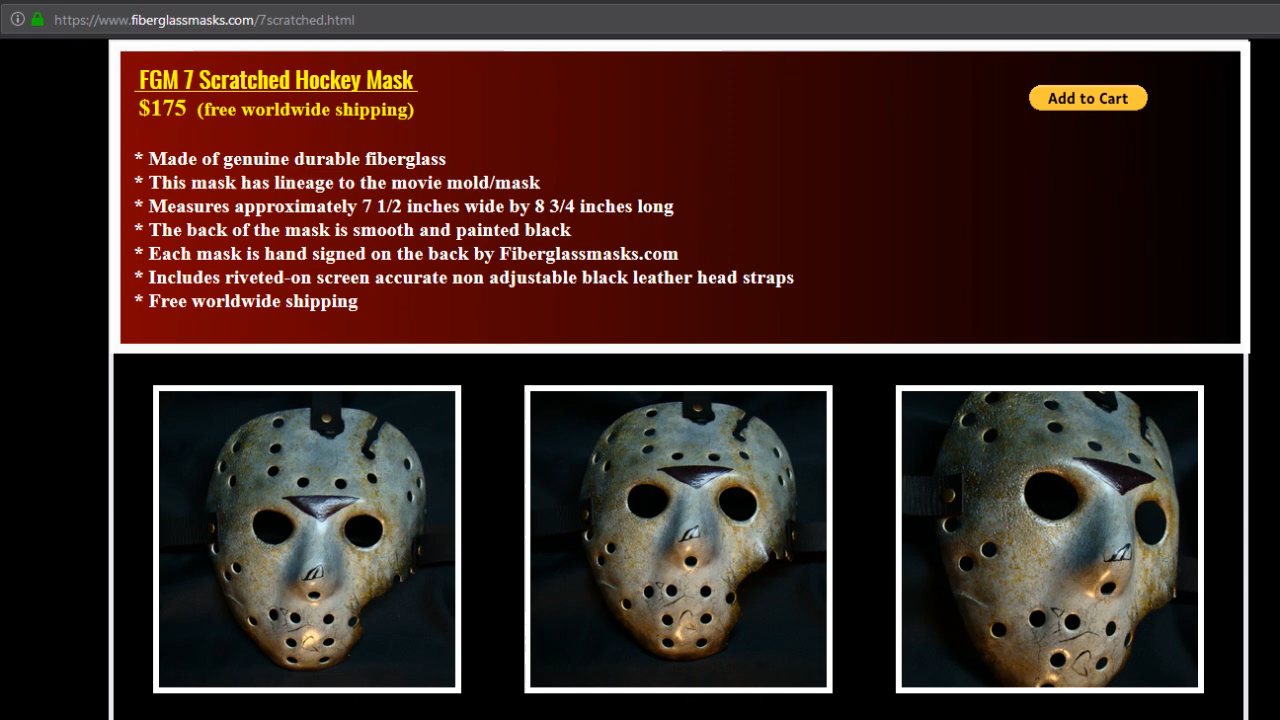 https://www.fiberglassmasks.com/7scratched.html
FGM 7 Scratched Hockey Mask
$175 (free worldwide shipping)
Add to Cart
* Made of genuine durable fiberglass
* This mask has lineage to the movie mold/mask
* Measures approximately 7 1/2 inches wide by 8 3/4 inches long
* The back of the mask is smooth and painted black
* Each mask is hand signed on the back by Fiberglassmasks.com
* Includes riveted-on screen accurate non adjustable black leather head straps
* Free worldwide shipping